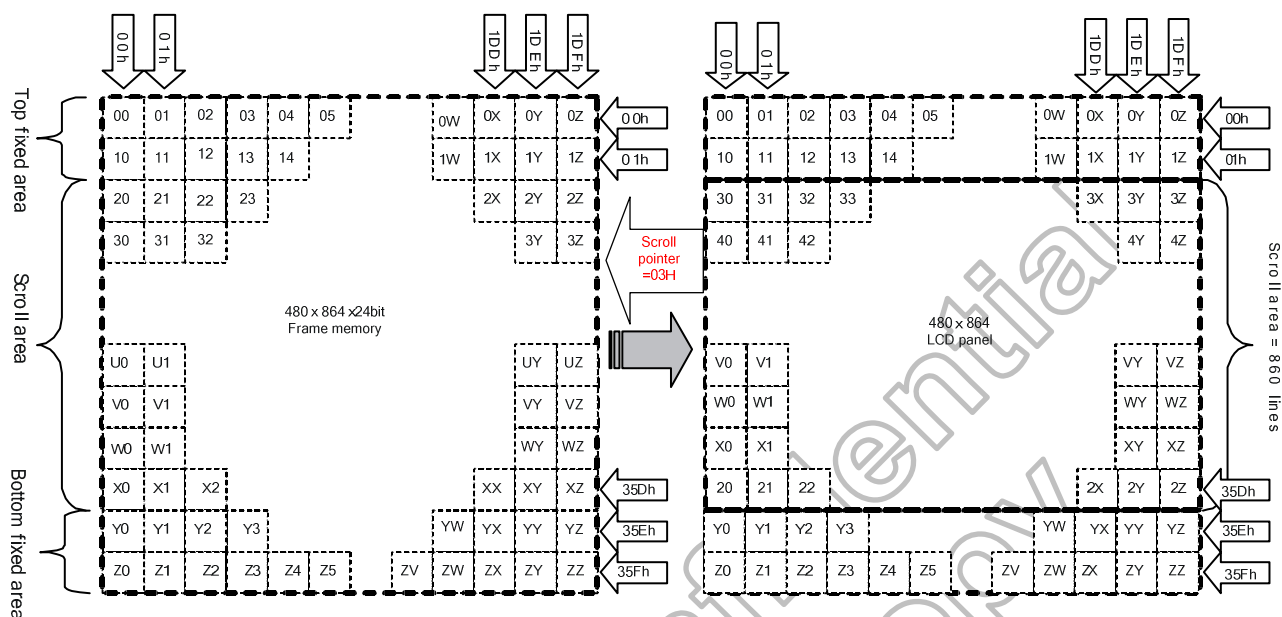 00h 01h 1DDh 1DEh 1DFh 00h 01h 1DDh 1DEh 1DFh
Top fixed area
00 01 02 03 04 05 0W 0X 0Y 0Z 00h 00 01 02 03 04 05 0W 0X 0Y 0Z 00h
10 11 12 13 14 1W 1X 1Y 1Z 01h 10 11 12 13 14 1W 1X 1Y 1Z 01h
Scroll area
20 21 22 23 2X 2Y 2Z 30 31 32 33 3X 3Y 3Z
30 31 32 3Y 3Z 40 41 42 4Y 4Z
Scroll
pointer
=03H
480 x 864 x24bit
Frame memory
480 x 864
LCD panel
Scroll area = 860 lines
U0 U1 UY UZ V0 V1 VY VZ
V0 V1 VY VZ W0 W1 WY WZ
W0 W1 WY WZ X0 X1 XY XZ
X0 X1 X2 XX XY XZ 35Dh 20 21 22 2X 2Y 2Z 35Dh
Bottom fixed area
Y0 Y1 Y2 Y3 YW YX YY YZ 35Eh Y0 Y1 Y2 Y3 YW YX YY YZ 35Eh
Z0 Z1 Z2 Z3 Z4 Z5 ZV ZW ZX ZY ZZ 35Fh Z0 Z1 Z2 Z3 Z4 Z5 ZV ZW ZX ZY ZZ 35Fh